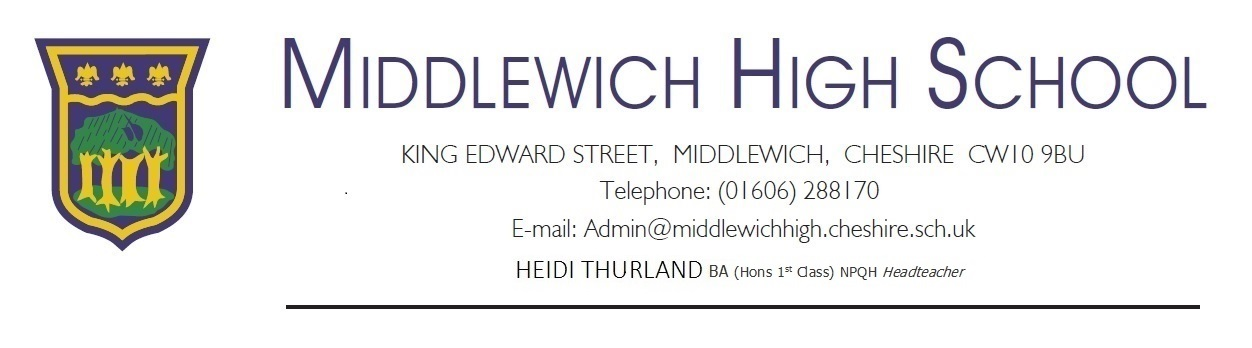 MIDDLEWICH HIGH SCHOOL
KING EDWARD STREET, MIDDLEWICH, CHESHIRE CW10 9BU
Telephone: (01606) 288170
E-mail: Admin@middlewichhigh.cheshire.sch.uk
HEIDI THURLAND BA (Hons 1st Class) NPQH Headteacher